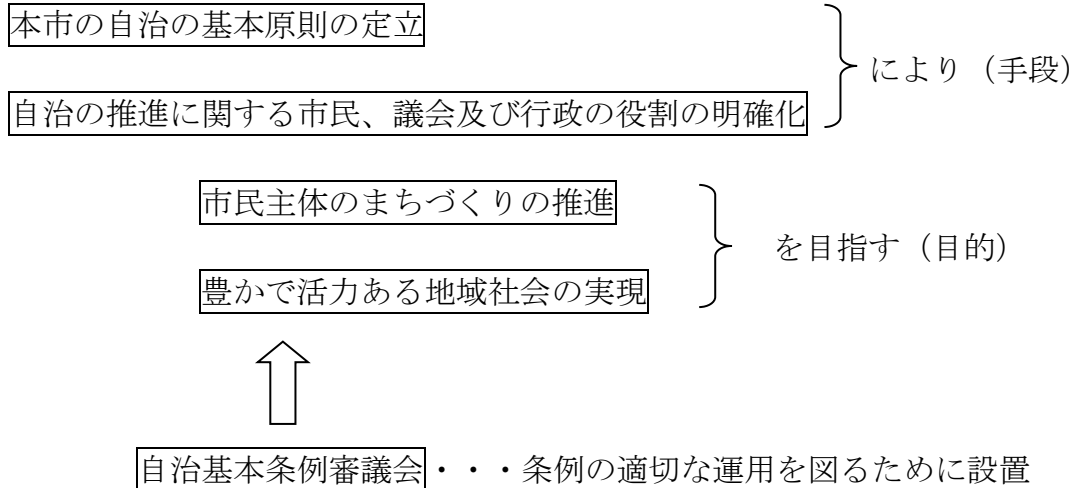 本市の自治の基本原則の定立
により（手段）
自治の推進に関する市民、議会及び行政の役割の明確化
市民主体のまちづくりの推進
を目指す（目的）
豊かで活力ある地域社会の実現
自治基本条例審議会・・・条例の適切な運用を図るために設置